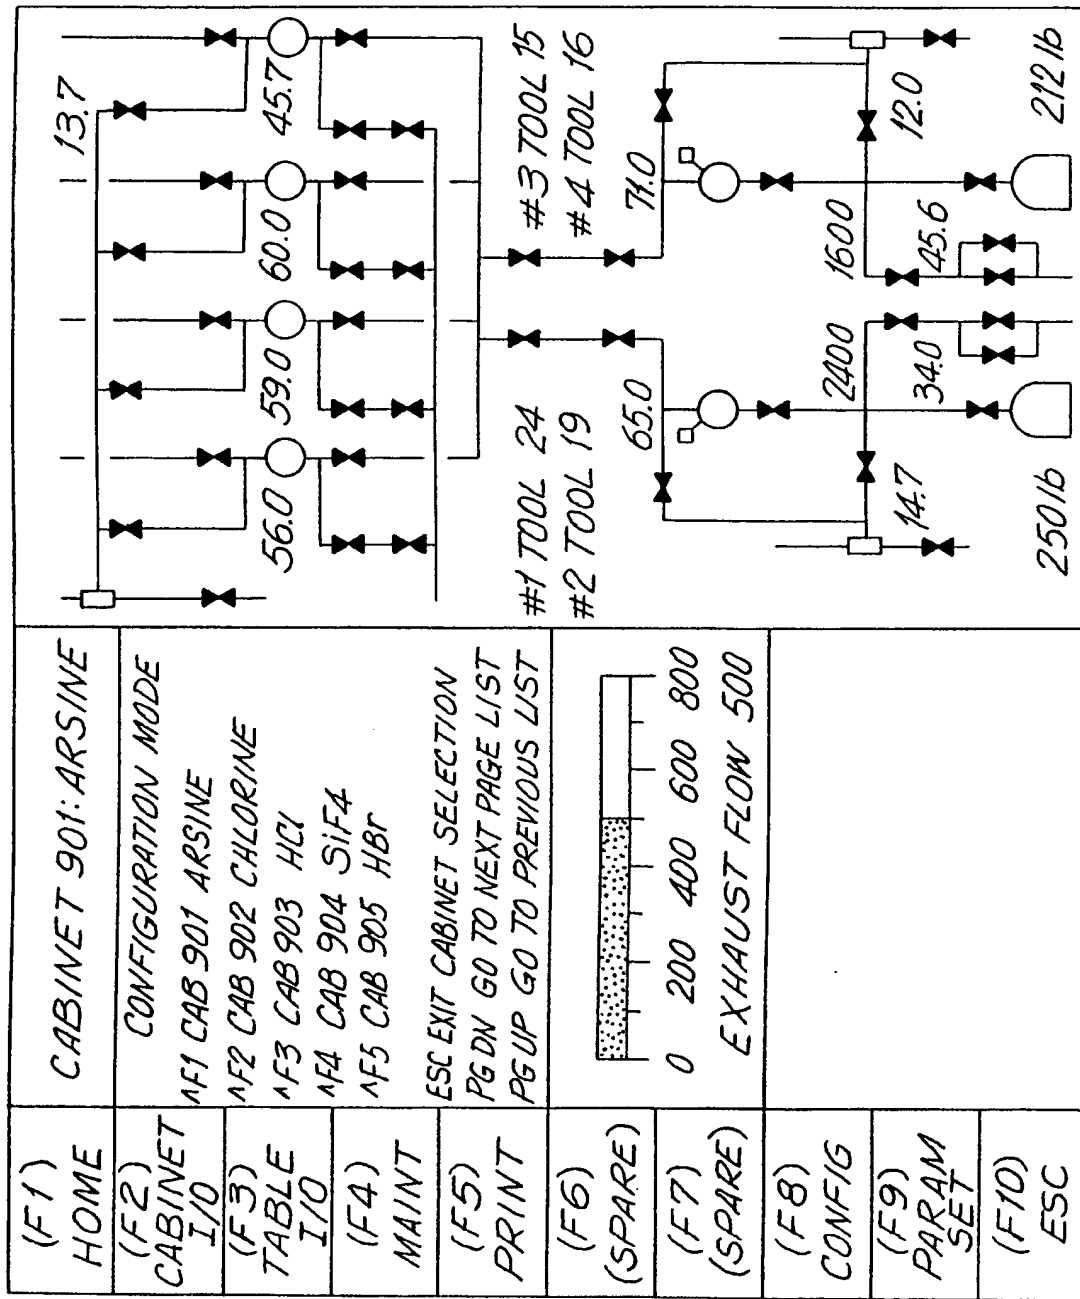 (F1)
HOME
(F2)
CABINET
I/O
(F3)
TABLE
I/O
(F4)
MAINT
(F5)
PRINT
(F6)
(SPARE)
(F7)
(SPARE)
(F8)
CONFIG
(F9)
PARAM
SET
(F10)
ESC
CABINET 901: ARSINE
CONFIGURATION MODE
^F1 CAB 901 ARSINE
^F2 CAB 902 CHLORINE
^F3 CAB 903 HCl
^F4 CAB 904 SiF4
^F5 CAB 905 HBr
ESC EXIT CABINET SELECTION
PG DN GO TO NEXT PAGE LIST
PG UP GO TO PREVIOUS LIST
0 200 400 600 800
EXHAUST FLOW 500
13.7
56.0 59.0 60.0 45.7
#1 TOOL 24
#2 TOOL 19
#3 TOOL 15
#4 TOOL 16
65.0 71.0
2400 1600
14.7 34.0 45.6 12.0
250 lb 212 lb